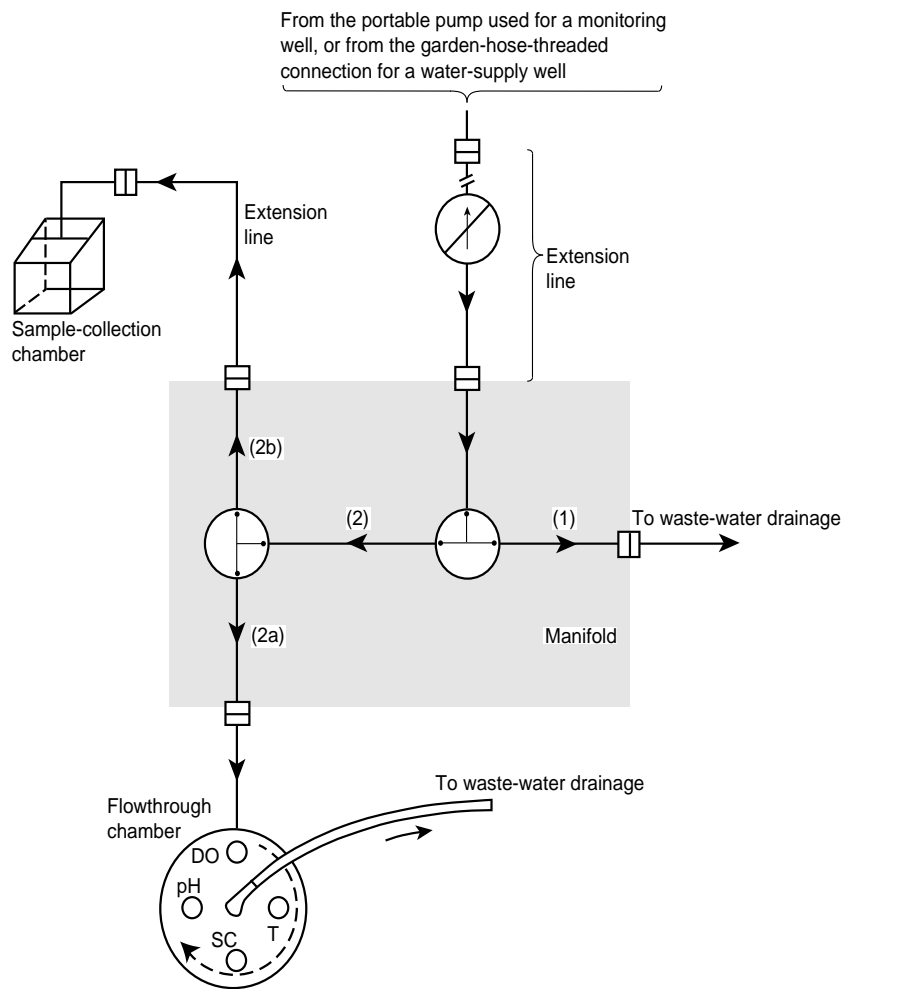 From the portable pump used for a monitoring
well, or from the garden-hose-threaded
connection for a water-supply well
Extension
line
Extension
line
Sample-collection
chamber
(2b)
(2)
(1)
To waste-water drainage
(2a)
Manifold
To waste-water drainage
Flowthrough
chamber
DO
pH
SC
T